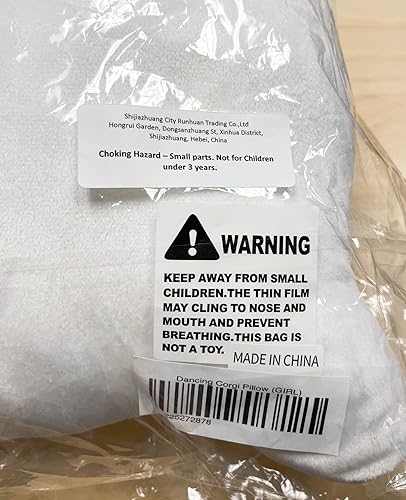 Shijiazhuang City Runhuan Trading Co.,Ltd
Hongrui Garden, Dongsanzhuang St, Xinhua District,
Shijiazhuang, Hebei, China
Choking Hazard – Small parts. Not for Children
under 3 years.
WARNING
KEEP AWAY FROM SMALL
CHILDREN.THE THIN FILM
MAY CLING TO NOSE AND
MOUTH AND PREVENT
BREATHING.THIS BAG IS
NOT A TOY.
MADE IN CHINA
Dancing Corgi Pillow (GIRL)